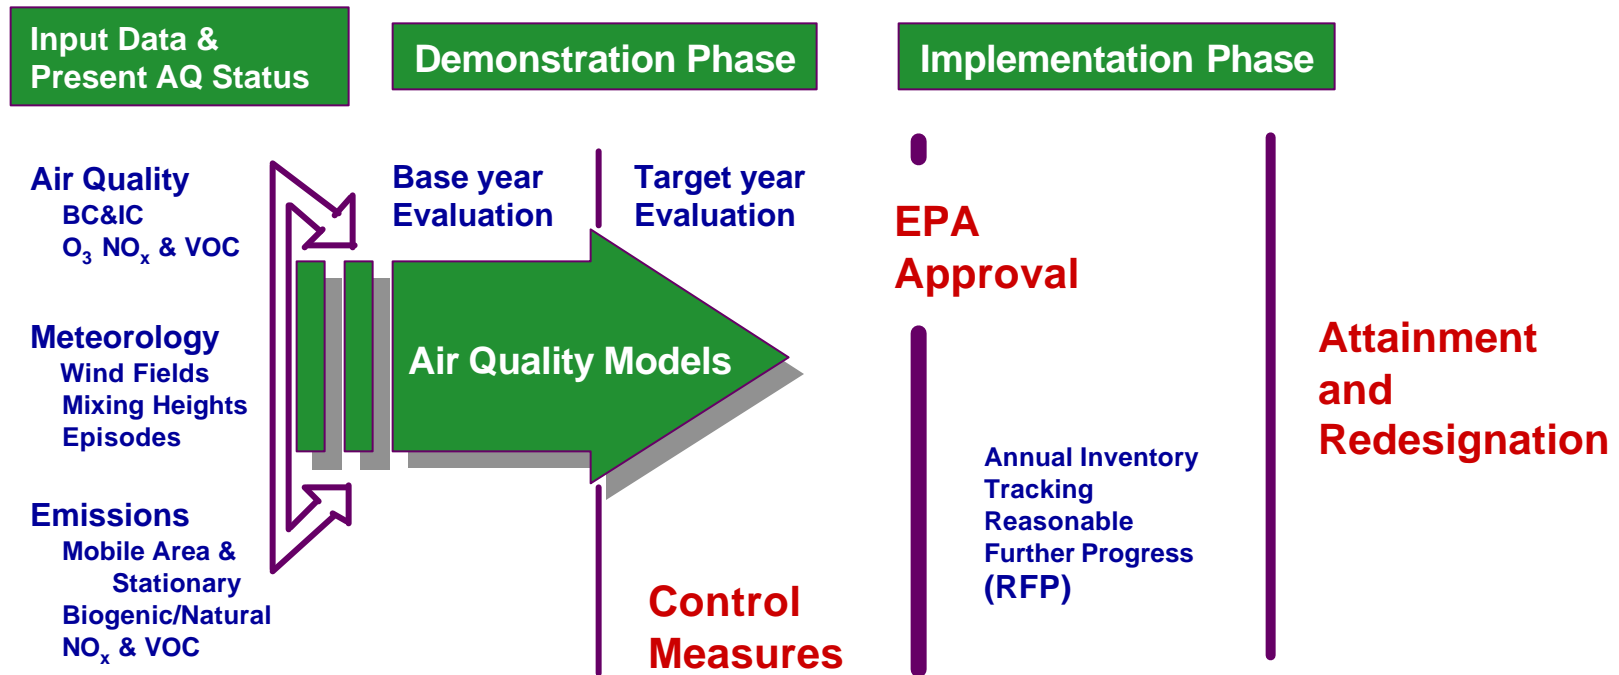 Input Data &
Present AQ Status
Demonstration Phase
Implementation Phase
Air Quality
BC&IC
O₃ NOₓ & VOC
Meteorology
Wind Fields
Mixing Heights
Episodes
Emissions
Mobile Area &
Stationary
Biogenic/Natural
NOₓ & VOC
Base year
Evaluation
Target year
Evaluation
Air Quality Models
Control
Measures
EPA
Approval
Annual Inventory
Tracking
Reasonable
Further Progress
(RFP)
Attainment
and
Redesignation